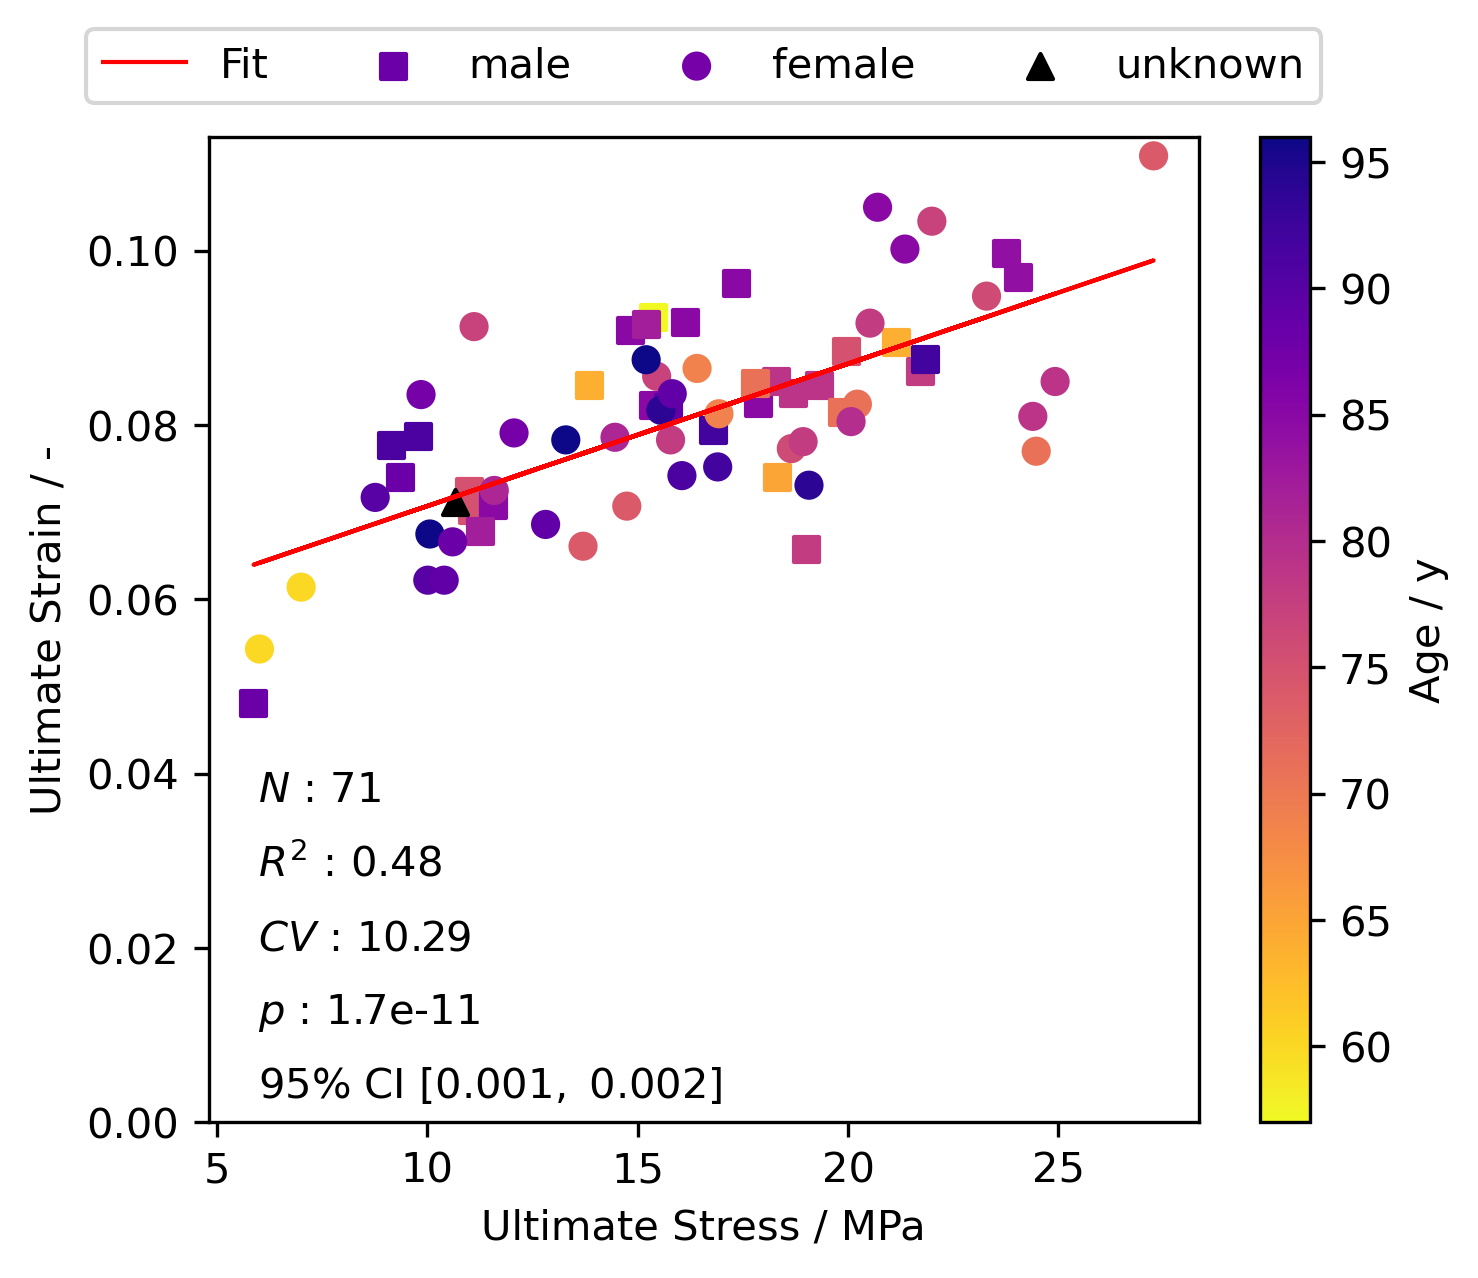 Fit male female unknown
0.10
0.08
0.06
0.04
0.02
0.00
Ultimate Strain / -
N : 71
R² : 0.48
CV : 10.29
p : 1.7e-11
95% CI [0.001, 0.002]
5 10 15 20 25
Ultimate Stress / MPa
95
90
85
80
75
70
65
60
Age / y